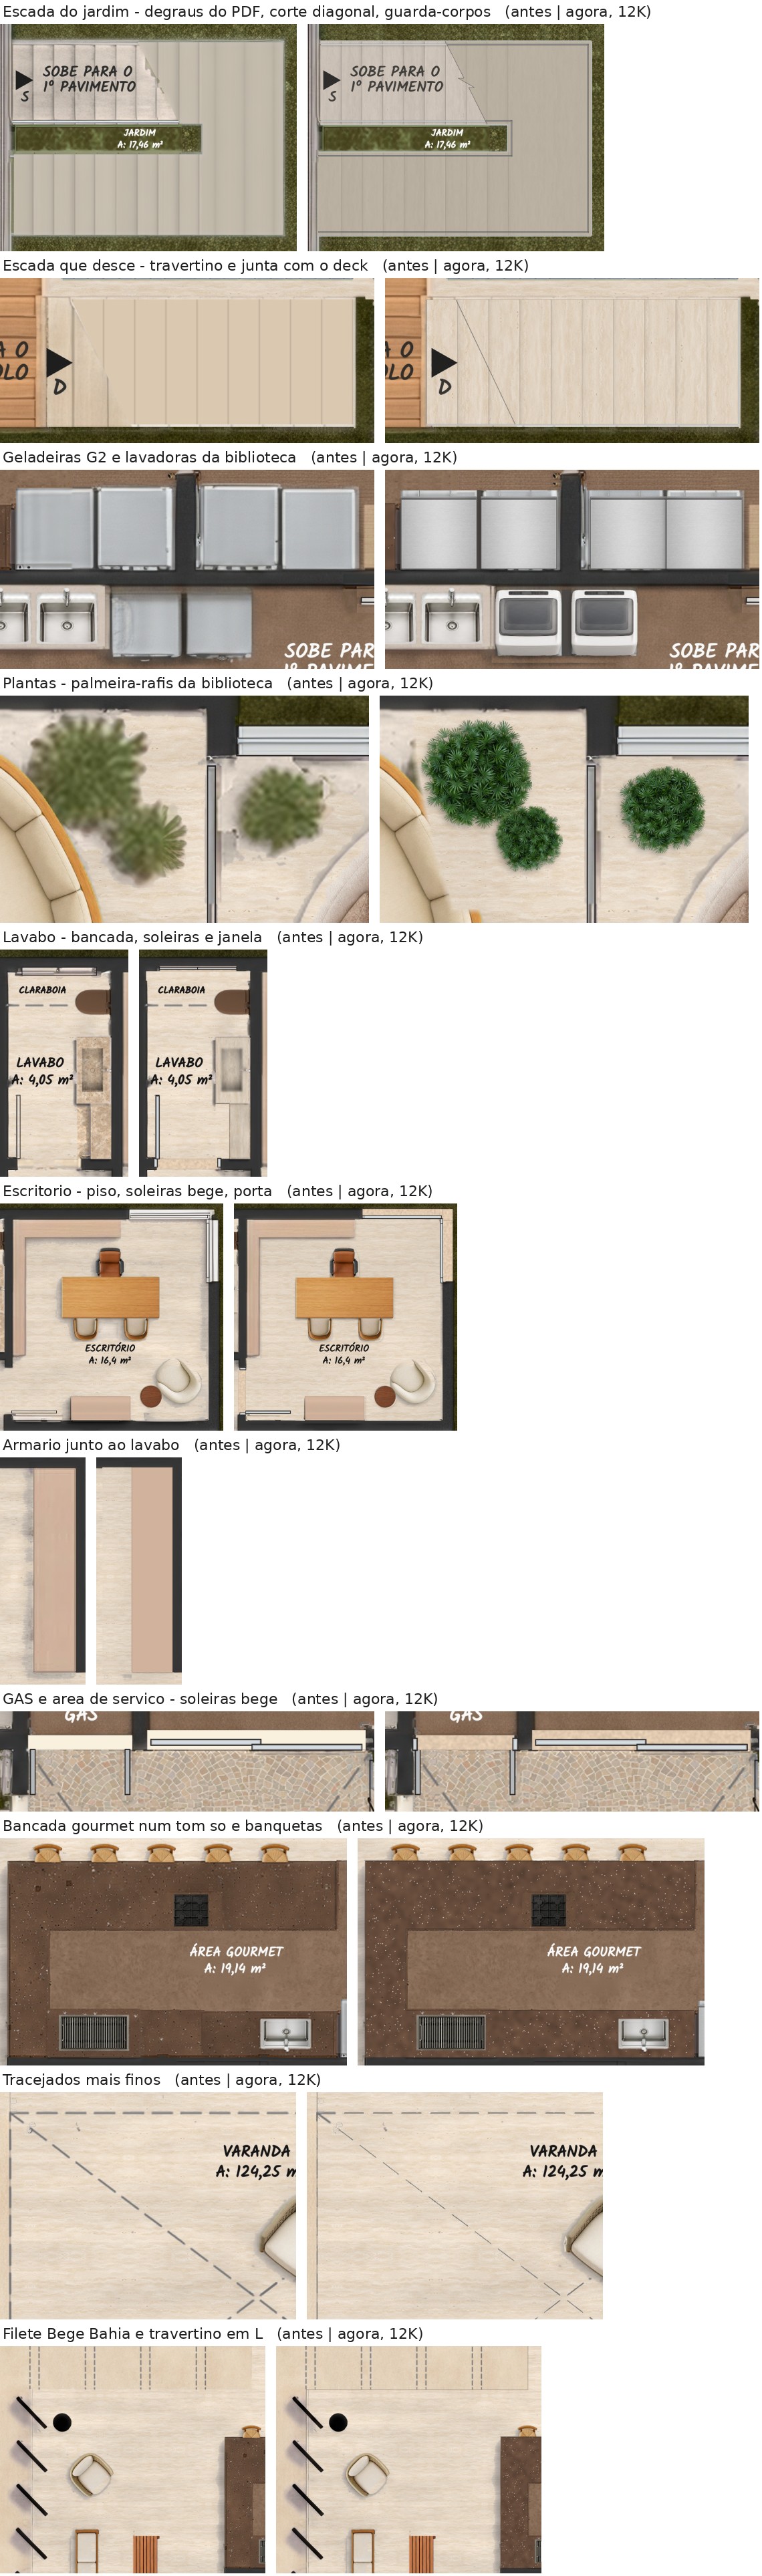 Escada do jardim - degraus do PDF, corte diagonal, guarda-corpos (antes | agora, 12K)
SOBE PARA O
1º PAVIMENTO
S
JARDIM
A: 17,46 m²
SOBE PARA O
1º PAVIMENTO
S
JARDIM
A: 17,46 m²
Escada que desce - travertino e junta com o deck (antes | agora, 12K)
A O
OLO
D
A O
OLO
D
Geladeiras G2 e lavadoras da biblioteca (antes | agora, 12K)
SOBE PAR
1º PAVIME
SOBE PAR
1º PAVIME
Plantas - palmeira-rafis da biblioteca (antes | agora, 12K)
Lavabo - bancada, soleiras e janela (antes | agora, 12K)
CLARABOIA
LAVABO
A: 4,05 m²
CLARABOIA
LAVABO
A: 4,05 m²
Escritorio - piso, soleiras bege, porta (antes | agora, 12K)
ESCRITÓRIO
A: 16,4 m²
ESCRITÓRIO
A: 16,4 m²
Armario junto ao lavabo (antes | agora, 12K)
GAS e area de servico - soleiras bege (antes | agora, 12K)
GAS
GAS
Bancada gourmet num tom so e banquetas (antes | agora, 12K)
ÁREA GOURMET
A: 19,14 m²
ÁREA GOURMET
A: 19,14 m²
Tracejados mais finos (antes | agora, 12K)
VARANDA
A: 124,25 m
VARANDA
A: 124,25 m
Filete Bege Bahia e travertino em L (antes | agora, 12K)